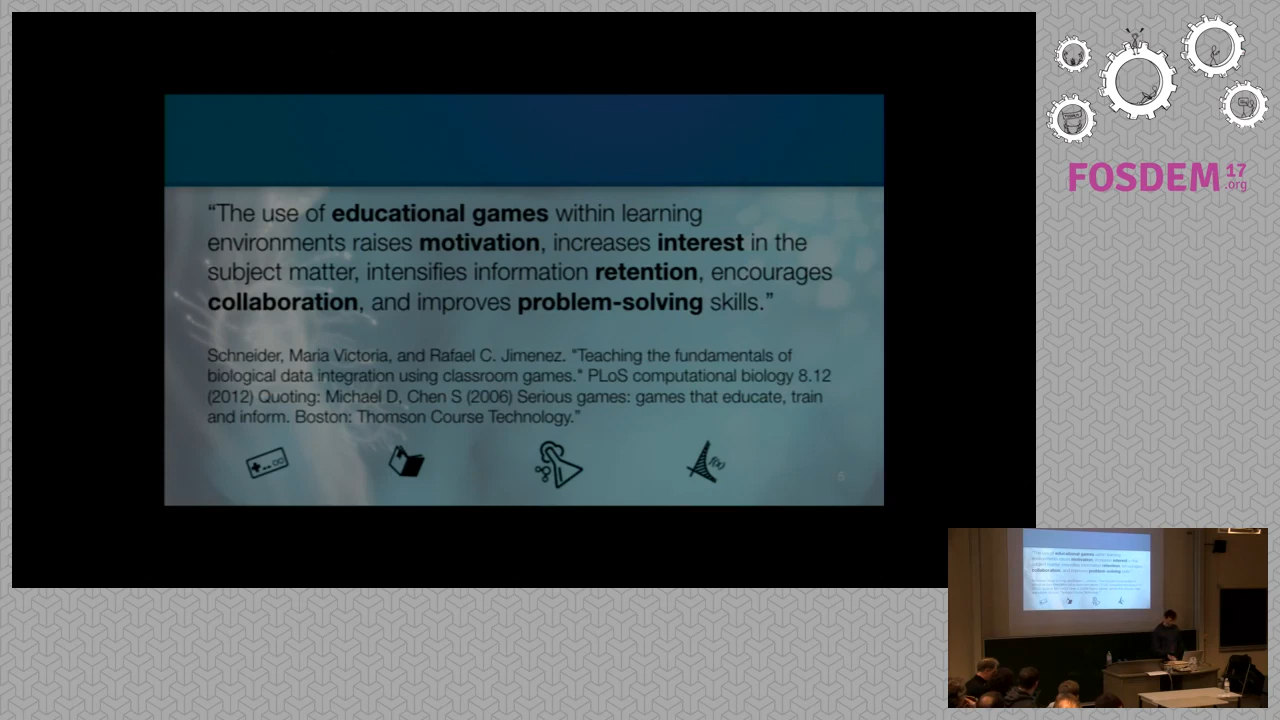 “The use of educational games within learning
environments raises motivation, increases interest in the
subject matter, intensifies information retention, encourages
collaboration, and improves problem-solving skills.”
Schneider, Maria Victoria, and Rafael C. Jimenez. "Teaching the fundamentals of
biological data integration using classroom games." PLoS computational biology 8.12
(2012) Quoting: Michael D, Chen S (2006) Serious games: games that educate, train
and inform. Boston: Thomson Course Technology.”
f(x)
5
FOSDEM 17
.org